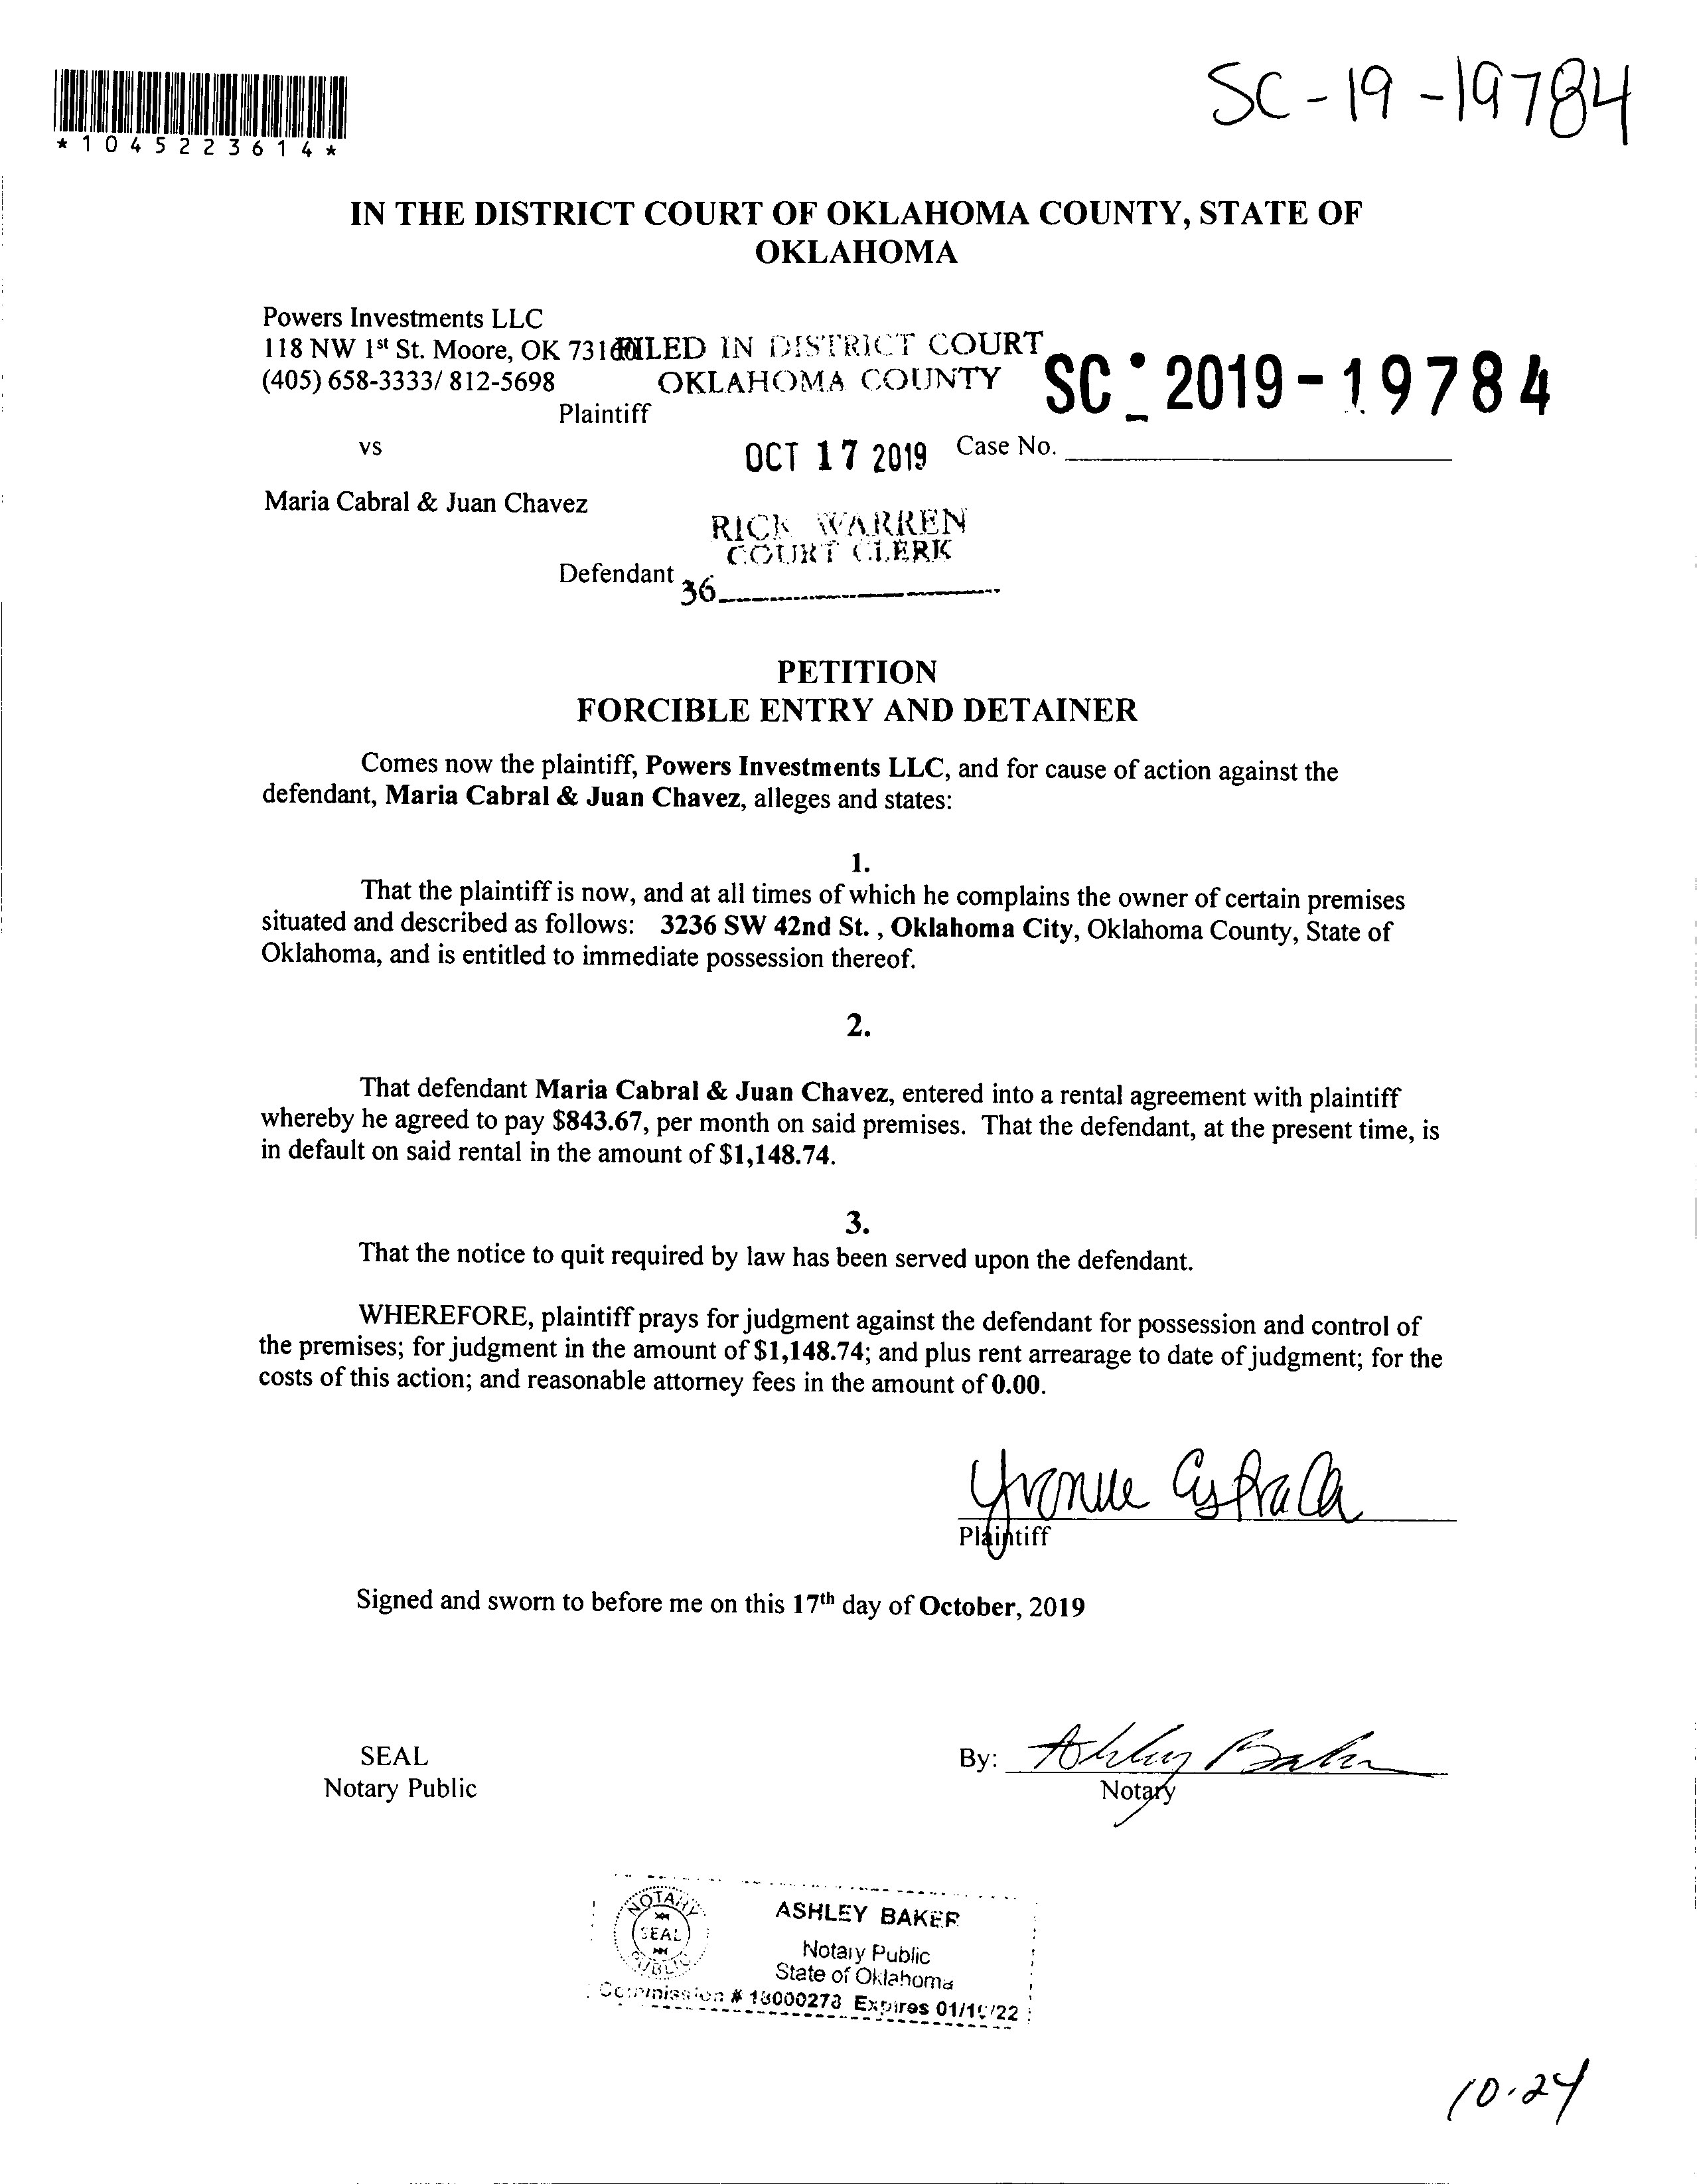 SC-19-19784
*1045223614*
IN THE DISTRICT COURT OF OKLAHOMA COUNTY, STATE OF
OKLAHOMA
Powers Investments LLC
118 NW 1st St. Moore, OK 73160
FILED IN DISTRICT COURT
OKLAHOMA COUNTY
(405) 658-3333/ 812-5698
SC - 2019-19784
Plaintiff
vs
OCT 17 2019
Case No.
Maria Cabral & Juan Chavez
RICK WARREN
COURT CLERK
Defendant
36
PETITION
FORCIBLE ENTRY AND DETAINER
Comes now the plaintiff, Powers Investments LLC, and for cause of action against the
defendant, Maria Cabral & Juan Chavez, alleges and states:
1.
That the plaintiff is now, and at all times of which he complains the owner of certain premises
situated and described as follows: 3236 SW 42nd St. , Oklahoma City, Oklahoma County, State of
Oklahoma, and is entitled to immediate possession thereof.
2.
That defendant Maria Cabral & Juan Chavez, entered into a rental agreement with plaintiff
whereby he agreed to pay $843.67, per month on said premises. That the defendant, at the present time, is
in default on said rental in the amount of $1,148.74.
3.
That the notice to quit required by law has been served upon the defendant.
WHEREFORE, plaintiff prays for judgment against the defendant for possession and control of
the premises; for judgment in the amount of $1,148.74; and plus rent arrearage to date of judgment; for the
costs of this action; and reasonable attorney fees in the amount of 0.00.
Yvonne
Plaintiff
Signed and sworn to before me on this 17th day of October, 2019
SEAL
Notary Public
By: Ashley Baker
Notary
NOTARY
SEAL
PUBLIC
ASHLEY BAKER
Notary Public
State of Oklahoma
Commission # 18000273 Expires
10.24